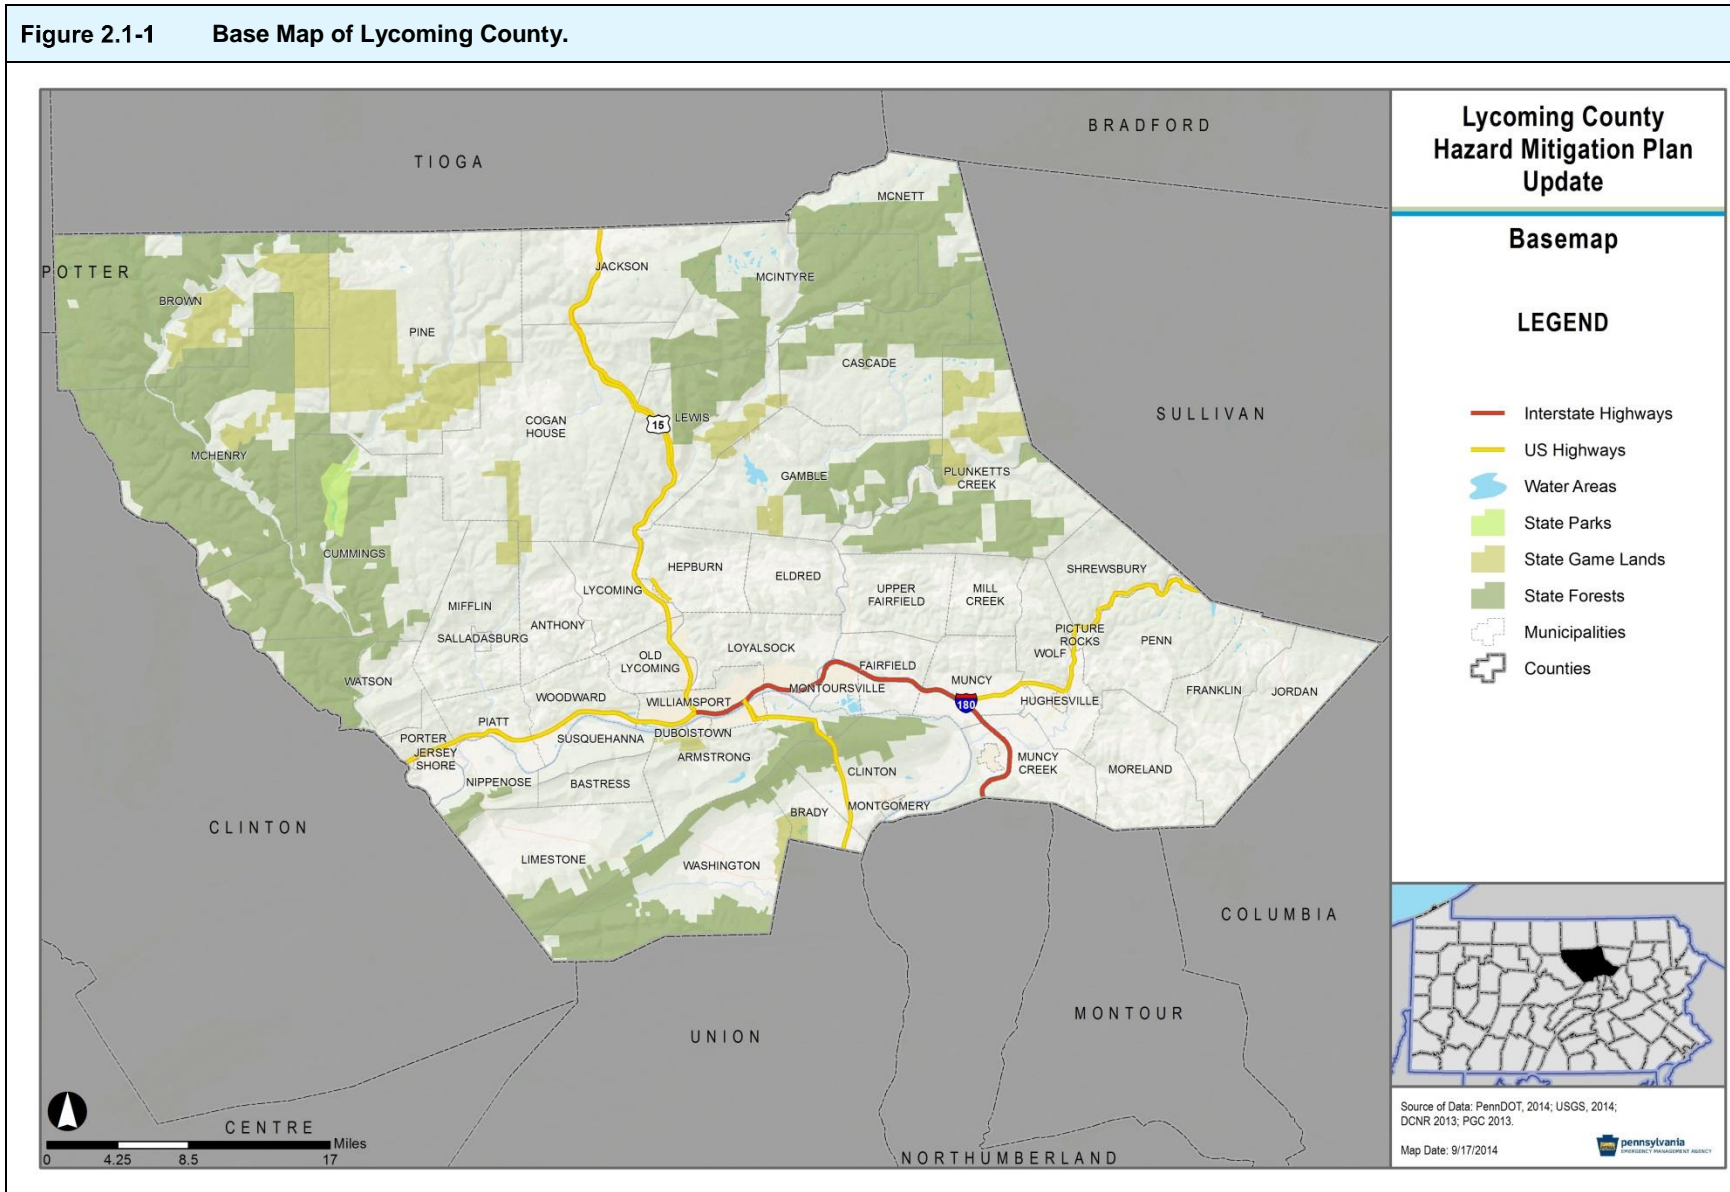 Figure 2.1-1 Base Map of Lycoming County.
TIOGA
BRADFORD
POTTER
SULLIVAN
CLINTON
COLUMBIA
MONTOUR
UNION
CENTRE
NORTHUMBERLAND
MCNETT
JACKSON
MCINTYRE
BROWN
PINE
CASCADE
COGAN
HOUSE
LEWIS
15
MCHENRY
GAMBLE
PLUNKETTS
CREEK
CUMMINGS
HEPBURN
ELDRED
SHREWSBURY
LYCOMING
UPPER
FAIRFIELD
MILL
CREEK
MIFFLIN
ANTHONY
SALLADASBURG
PICTURE
ROCKS
PENN
WOLF
OLD
LYCOMING
LOYALSOCK
FAIRFIELD
WATSON
MUNCY
MONTOURSVILLE
FRANKLIN
JORDAN
WOODWARD
WILLIAMSPORT
180
HUGHESVILLE
PIATT
PORTER
SUSQUEHANNA
DUBOISTOWN
JERSEY
SHORE
ARMSTRONG
MUNCY
CREEK
NIPPENOSE
BASTRESS
CLINTON
MORELAND
BRADY
MONTGOMERY
LIMESTONE
WASHINGTON
Miles
0 4.25 8.5 17
Lycoming County
Hazard Mitigation Plan
Update
Basemap
LEGEND
Interstate Highways
US Highways
Water Areas
State Parks
State Game Lands
State Forests
Municipalities
Counties
Source of Data: PennDOT, 2014; USGS, 2014;
DCNR 2013; PGC 2013.
Map Date: 9/17/2014
pennsylvania
EMERGENCY MANAGEMENT AGENCY